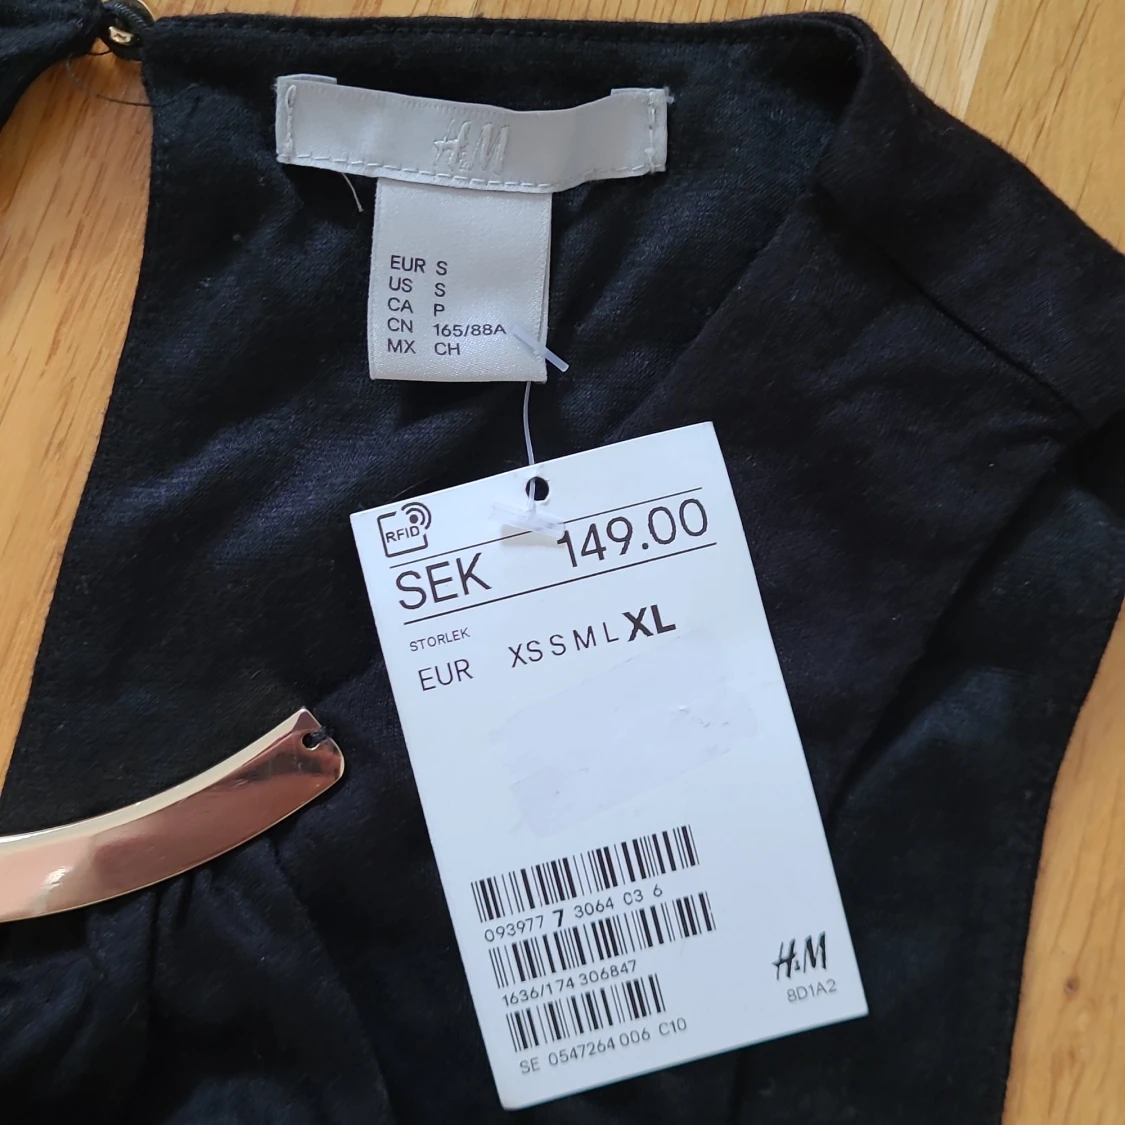 H&M
EUR S
US S
CA P
CN 165/88A
MX CH
RFID
SEK 149.00
STORLEK
EUR XS S M L XL
093977 7 3064 03 6
1636/174 306847
SE 0547264 006 C10
H&M
8D1A2